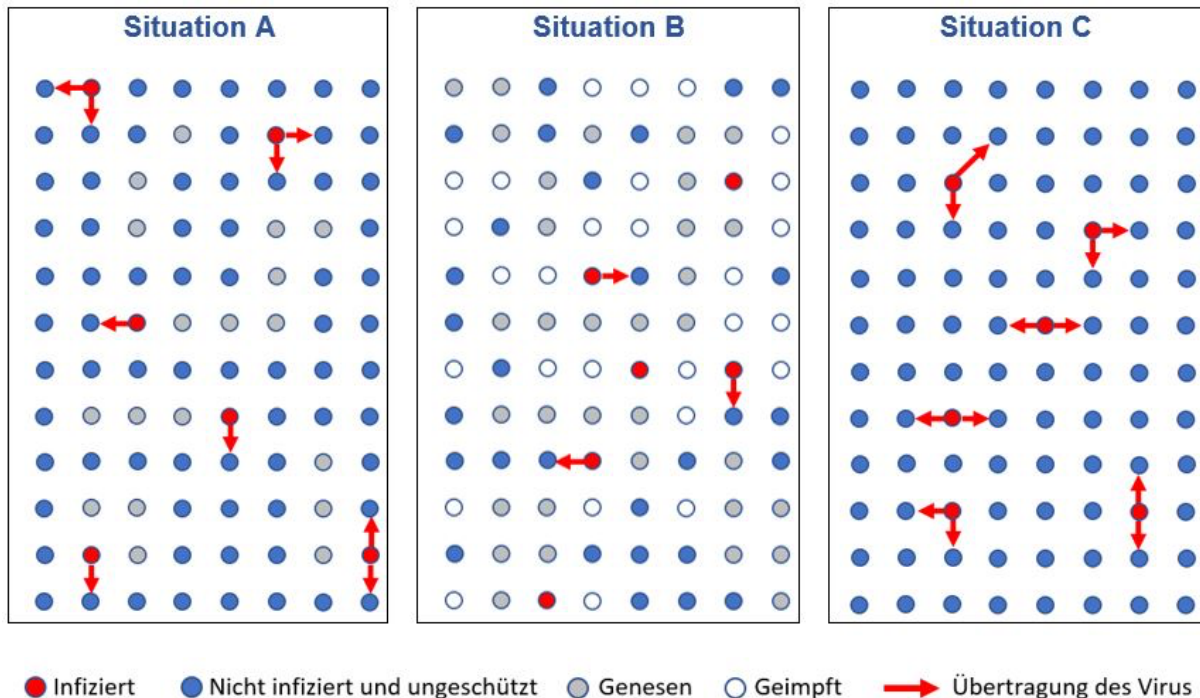 Situation A
Situation B
Situation C
Infiziert
Nicht infiziert und ungeschützt
Genesen
Geimpft
Übertragung des Virus